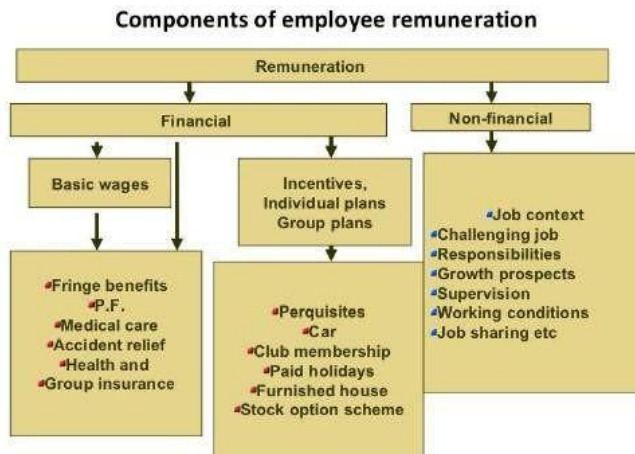 Components of employee remuneration
Remuneration
Financial
Non-financial
Basic wages
Incentives,
Individual plans
Group plans
Job context
Challenging job
Responsibilities
Growth prospects
Supervision
Working conditions
Job sharing etc
Fringe benefits
P.F.
Medical care
Accident relief
Health and
Group insurance
Perquisites
Car
Club membership
Paid holidays
Furnished house
Stock option scheme